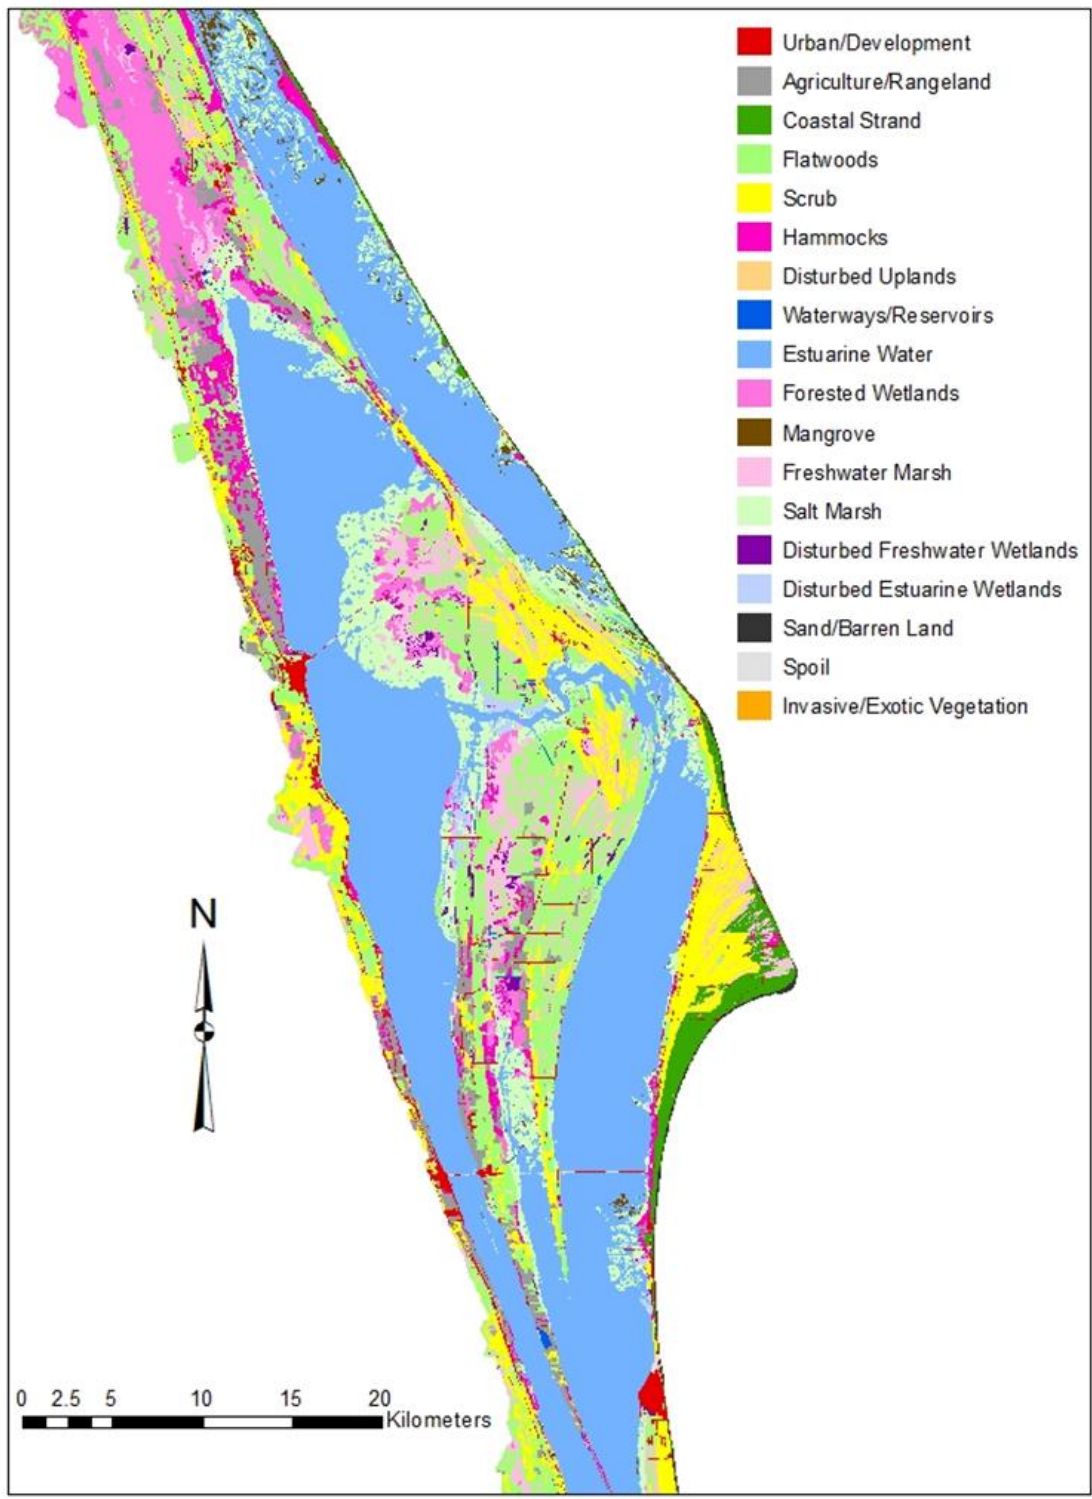 Urban/Development
Agriculture/Rangeland
Coastal Strand
Flatwoods
Scrub
Hammocks
Disturbed Uplands
Waterways/Reservoirs
Estuarine Water
Forested Wetlands
Mangrove
Freshwater Marsh
Salt Marsh
Disturbed Freshwater Wetlands
Disturbed Estuarine Wetlands
Sand/Barren Land
Spoil
Invasive/Exotic Vegetation
N
0 2.5 5 10 15 20
Kilometers